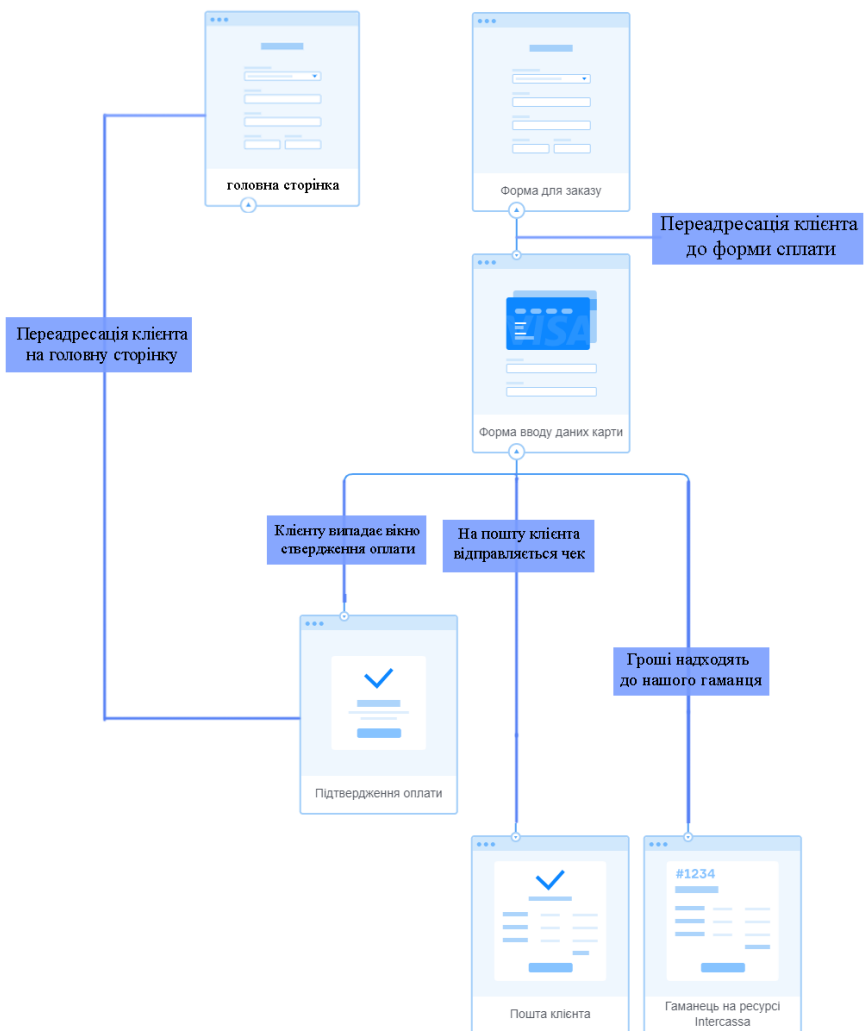 головна сторінка
Форма для заказу
Переадресація клієнта
до форми сплати
VISA
Форма вводу даних карти
Переадресація клієнта
на головну сторінку
Клієнту випадає вікно
ствердження оплати
На пошту клієнта
відправляється чек
Гроші надходять
до нашого гаманця
Підтвердження оплати
#1234
Пошта клієнта
Гаманець на ресурсі
Intercassa